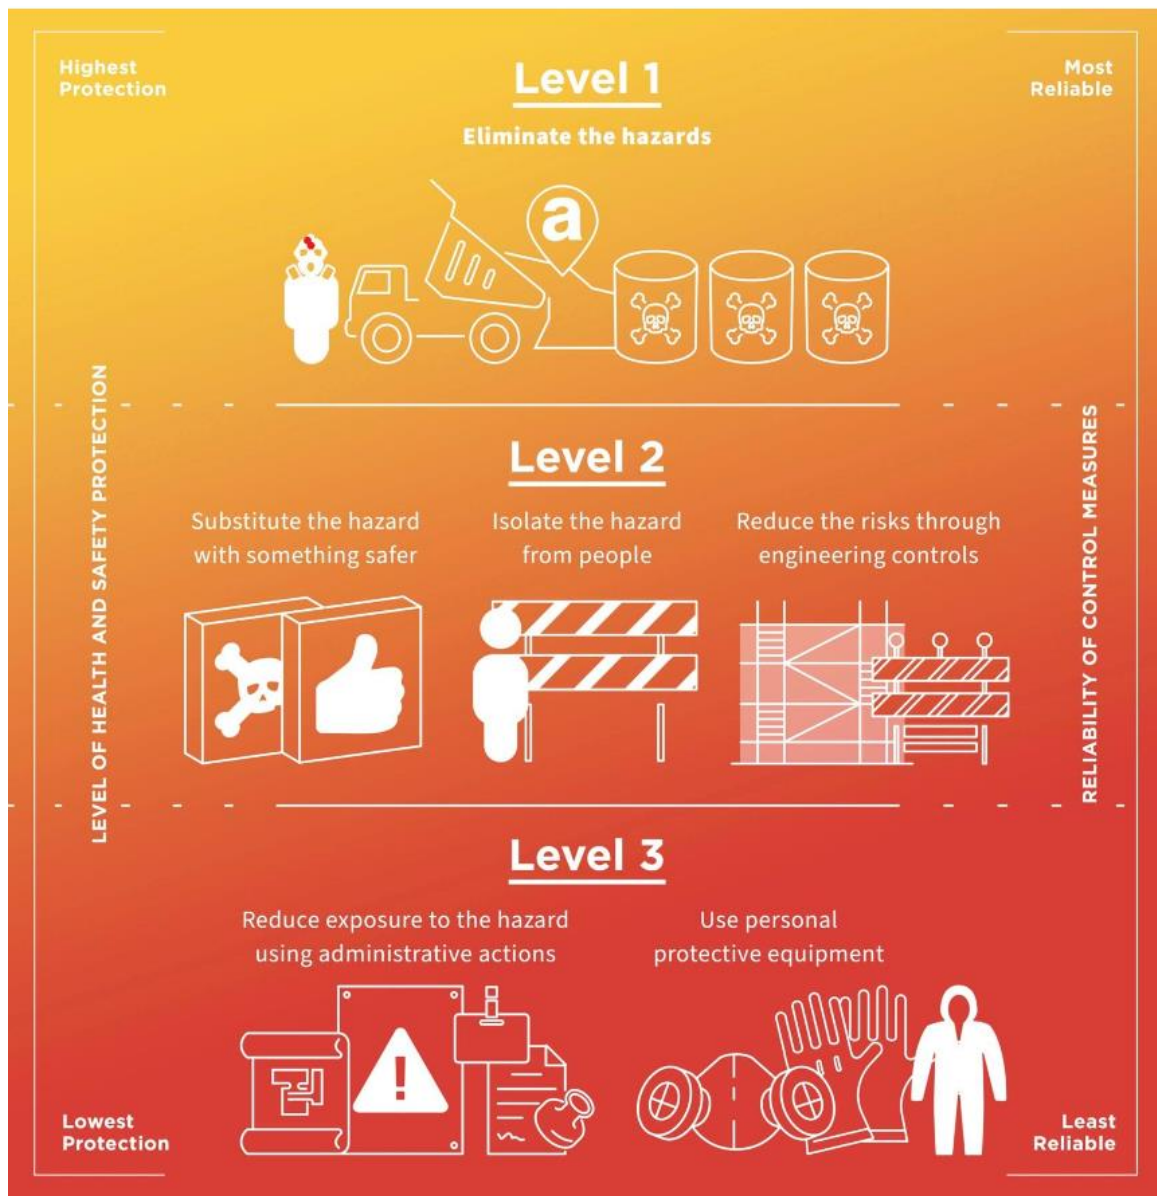 Highest
Protection
Level 1
Most
Reliable
Eliminate the hazards
a
LEVEL OF HEALTH AND SAFETY PROTECTION
RELIABILITY OF CONTROL MEASURES
Level 2
Substitute the hazard
with something safer
Isolate the hazard
from people
Reduce the risks through
engineering controls
Level 3
Reduce exposure to the hazard
using administrative actions
Use personal
protective equipment
!
Lowest
Protection
Least
Reliable